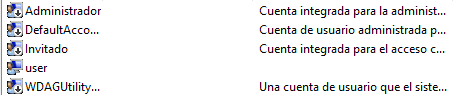 Administrador Cuenta integrada para la administ...
DefaultAcco... Cuenta de usuario administrada p...
Invitado Cuenta integrada para el acceso c...
user
WDAGUtility... Una cuenta de usuario que el siste...